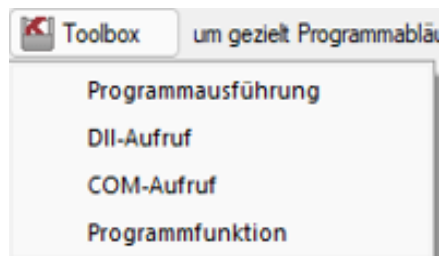 Toolbox um gezielt Programmabläu
Programmausführung
Dll-Aufruf
COM-Aufruf
Programmfunktion